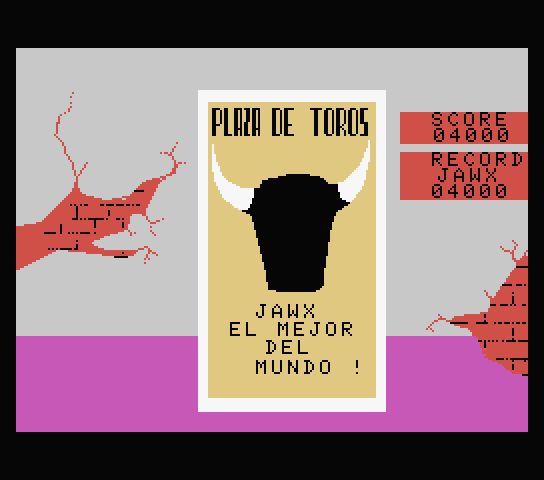 PLAZA DE TOROS
JAWX
EL MEJOR
DEL
MUNDO !
SCORE
04000
RECORD
JAWX
04000